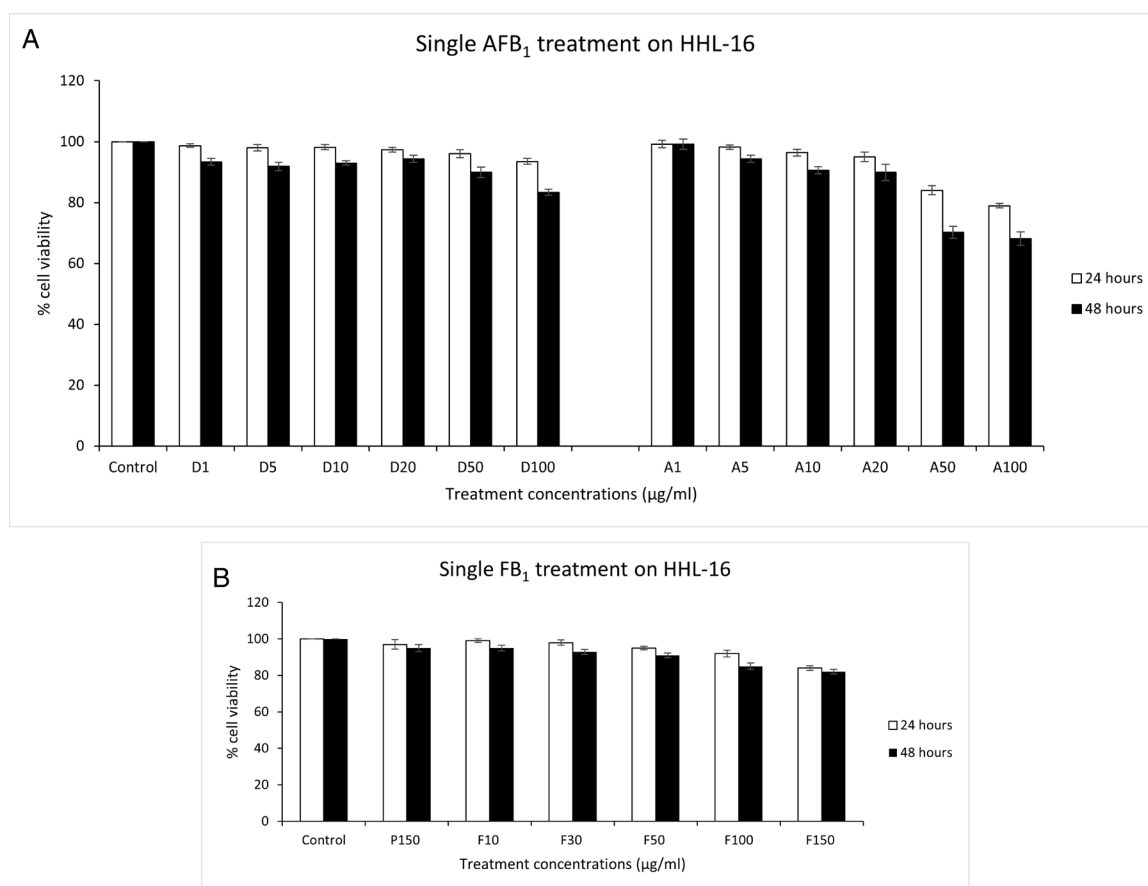 A
Single AFB₁ treatment on HHL-16
120
100
80
60
40
20
0
% cell viability
Control D1 D5 D10 D20 D50 D100 A1 A5 A10 A20 A50 A100
Treatment concentrations (µg/ml)
24 hours
48 hours
B
Single FB₁ treatment on HHL-16
120
100
80
60
40
20
0
% cell viability
Control P150 F10 F30 F50 F100 F150
Treatment concentrations (µg/ml)
24 hours
48 hours